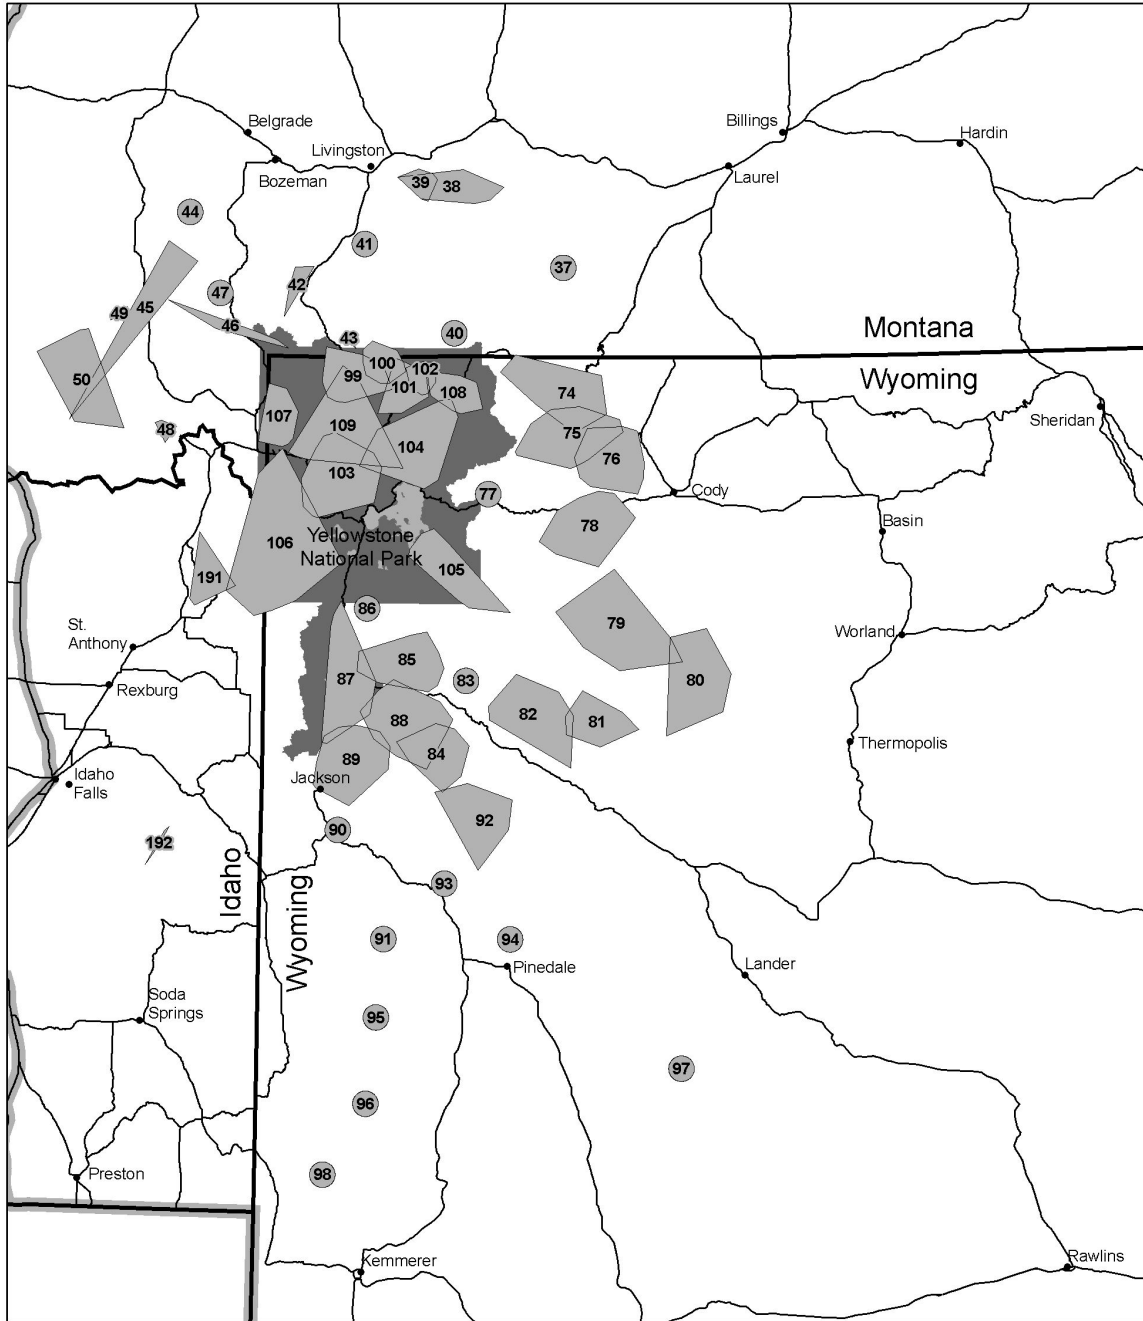 Belgrade
Billings
Hardin
Livingston
Bozeman
Laurel
39
38
44
41
37
42
47
49
45
46
43
40
Montana
Wyoming
100
102
99
101
108
50
107
74
109
104
75
76
48
103
77
Cody
Sheridan
78
Basin
106
Yellowstone
National Park
105
191
86
79
St.
Anthony
Worland
85
87
83
80
Rexburg
88
82
81
84
89
Thermopolis
Jackson
Idaho
Falls
92
90
192
Idaho
Wyoming
93
91
94
Pinedale
Lander
Soda
Springs
95
97
96
98
Preston
Kemmerer
Rawlins